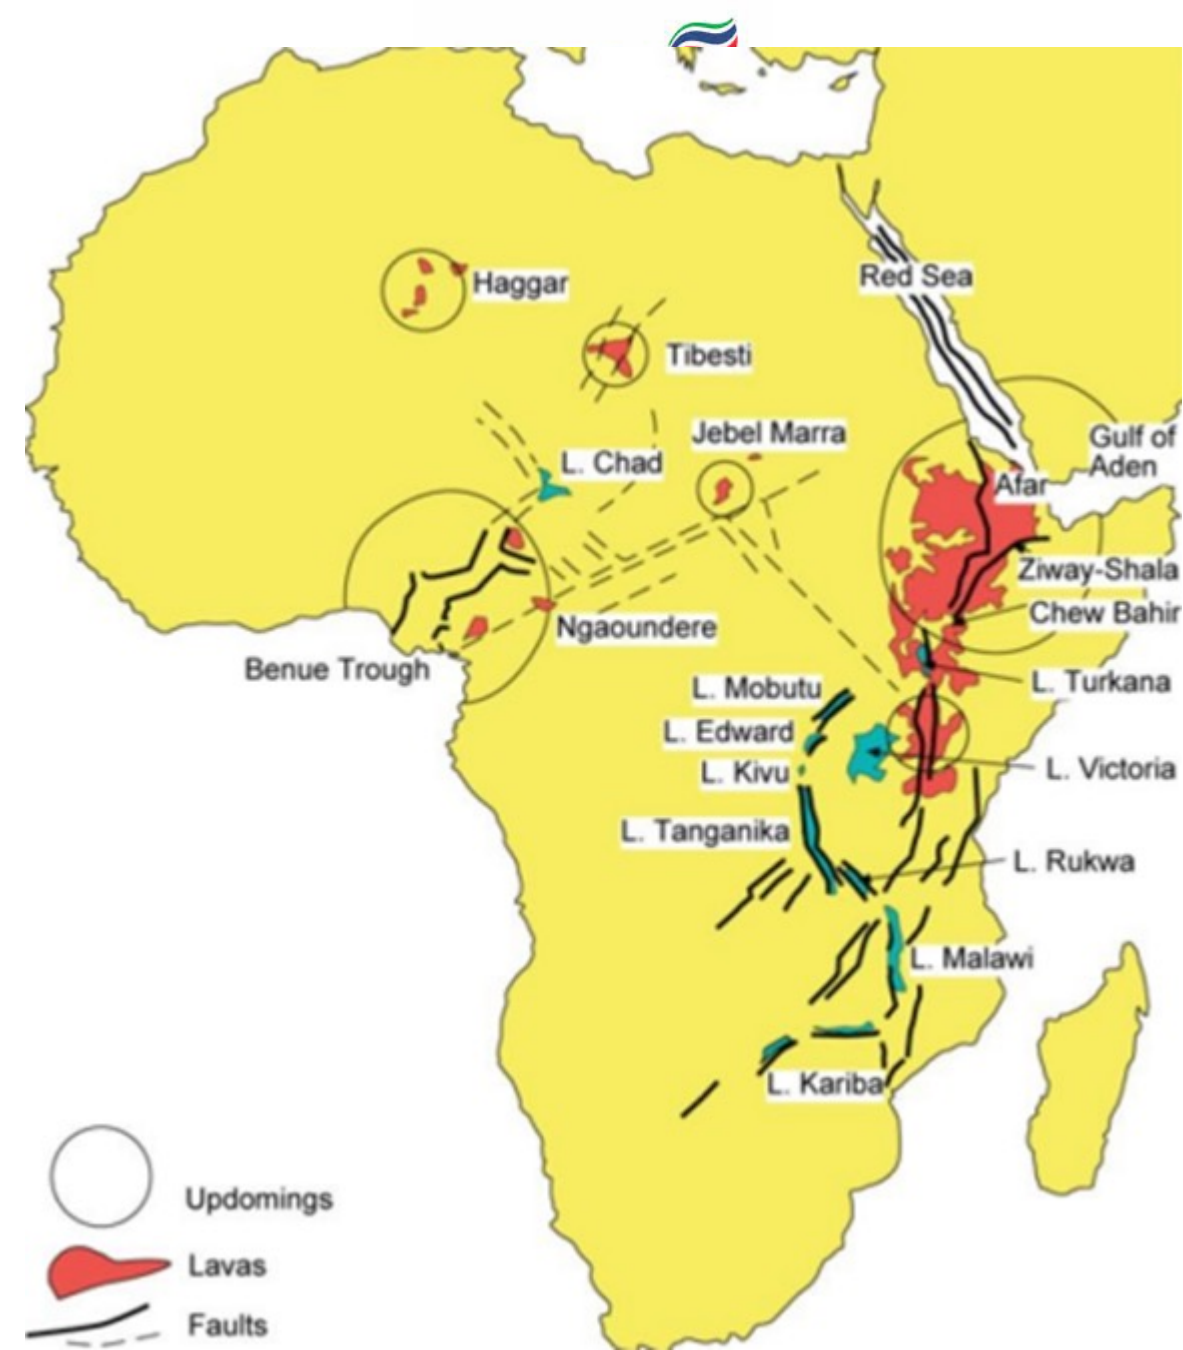 Red Sea
Haggar
Tibesti
Jebel Marra
Gulf of
Aden
L. Chad
Afar
Ziway-Shala
Chew Bahir
Ngaoundere
Benue Trough
L. Turkana
L. Mobutu
L. Edward
L. Kivu
L. Victoria
L. Tanganika
L. Rukwa
L. Malawi
L. Kariba
Updomings
Lavas
Faults